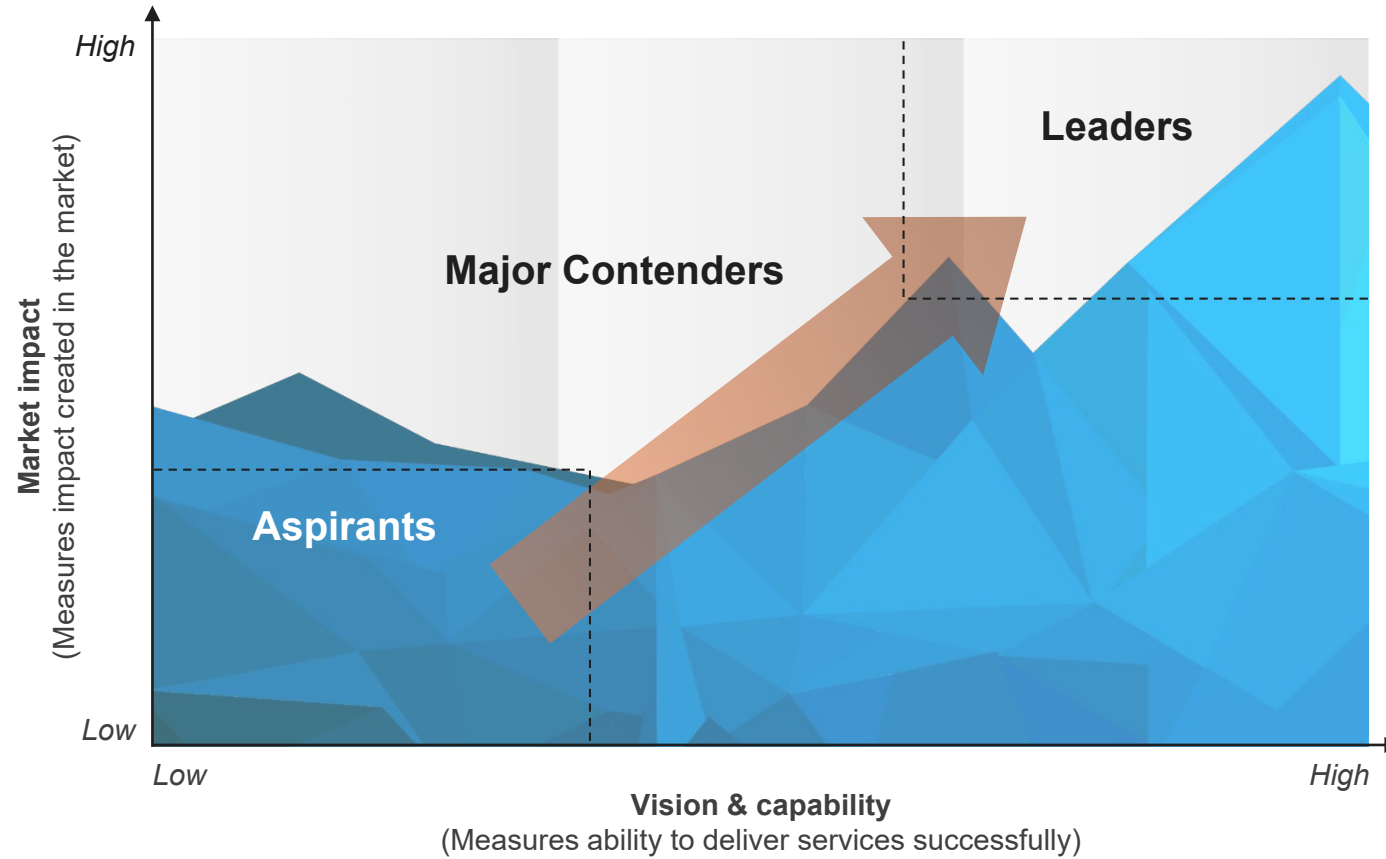 High
Leaders
Major Contenders
Market impact
(Measures impact created in the market)
Aspirants
Low
Low
High
Vision & capability
(Measures ability to deliver services successfully)